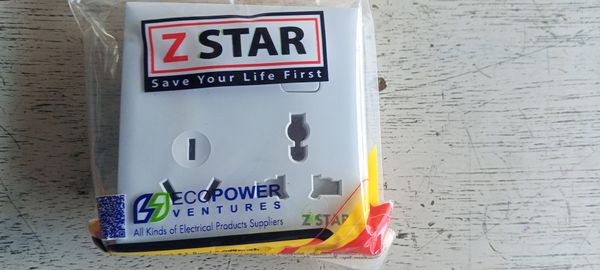 Z STAR
Save Your Life First
ECOPOWER
VENTURES
All Kinds of Electrical Products Suppliers
Z STAR